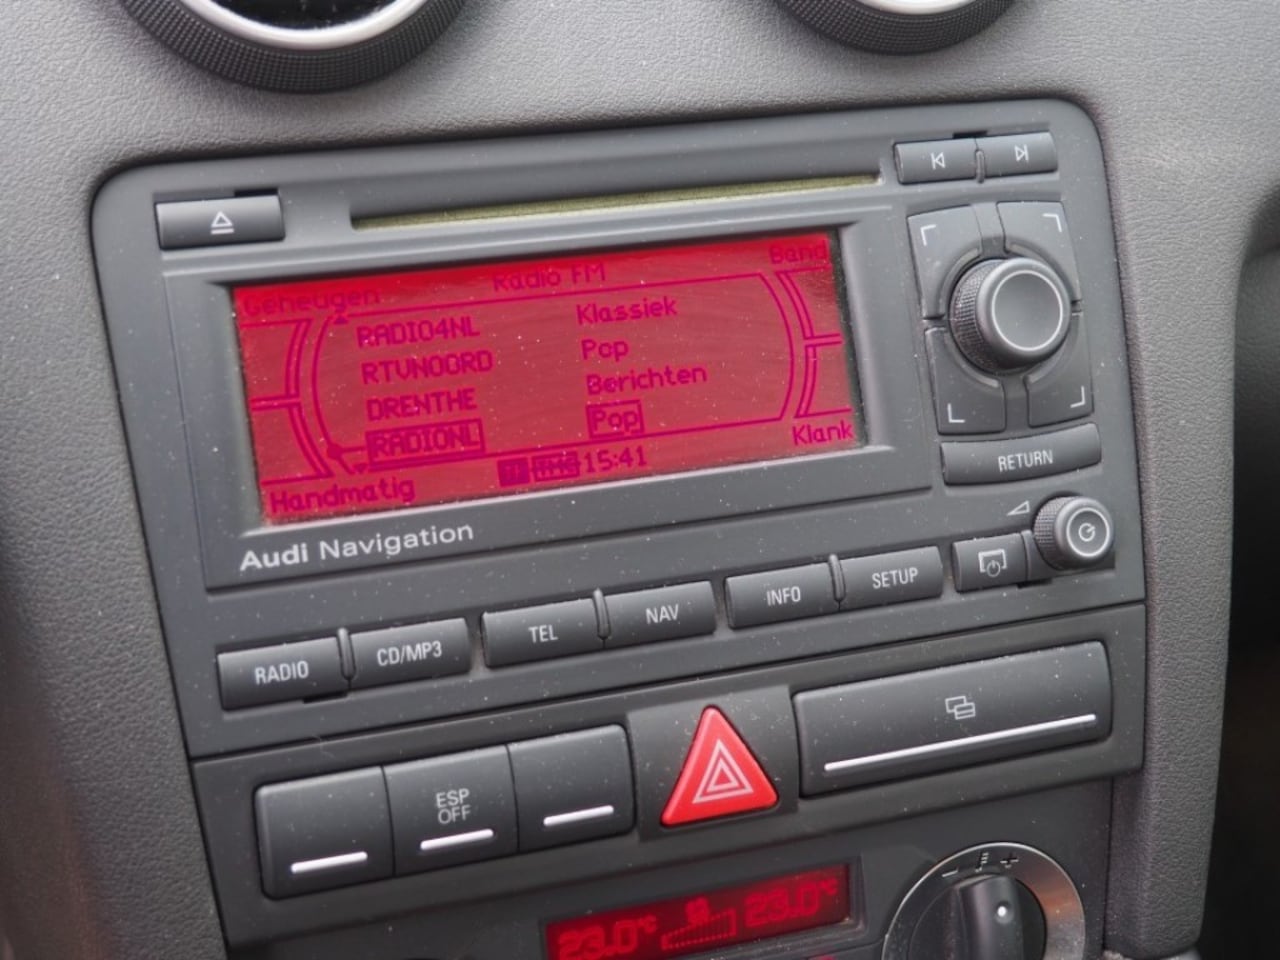 Geheugen Radio FM Band
RADIO4NL Klassiek
RTVNOORD Pop
DRENTHE Berichten
RADIONL Pop
Handmatig TP TMC 15:41 Klank
Audi Navigation
RETURN
RADIO CD/MP3 TEL NAV INFO SETUP
ESP
OFF
23.0°C 23.0°C